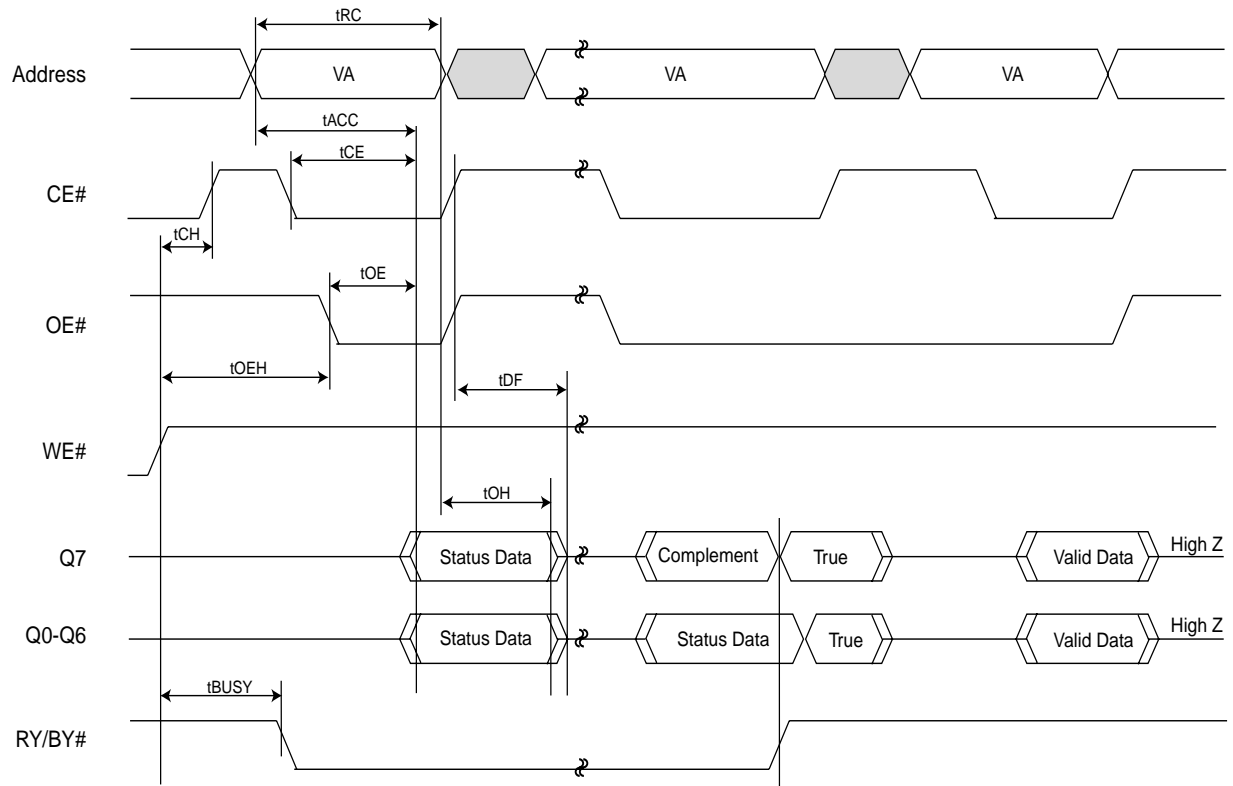 tRC
Address VA VA VA
tACC
tCE
CE#
tCH
tOE
OE#
tOEH
tDF
WE#
tOH
Q7 Status Data Complement True Valid Data High Z
Q0-Q6 Status Data Status Data True Valid Data High Z
tBUSY
RY/BY#